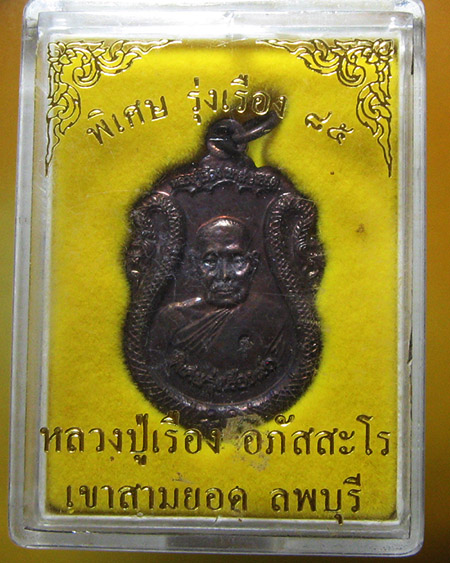 พิเศษ รุ่งเรือง ๘๕
หลวงปู่เรือง อาภัสสะโร
เขาสามยอด ลพบุรี